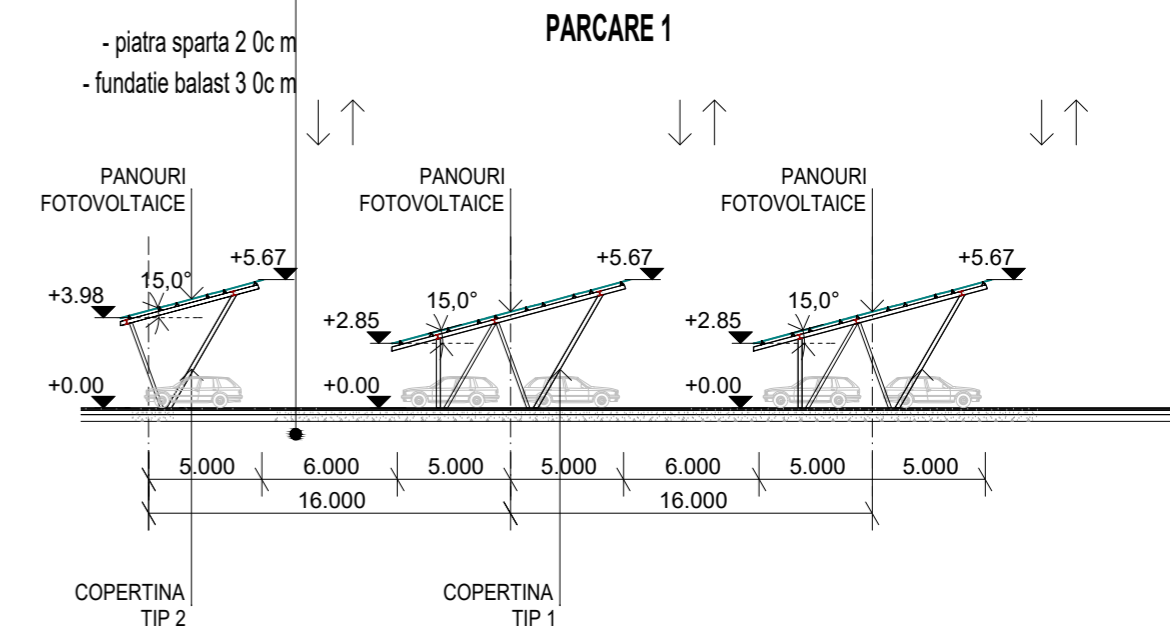 PARCARE 1
- piatra sparta 2 0c m
- fundatie balast 3 0c m
PANOURI
FOTOVOLTAICE
PANOURI
FOTOVOLTAICE
PANOURI
FOTOVOLTAICE
+5.67
+5.67
+5.67
15,0°
+3.98
15,0°
+2.85
15,0°
+2.85
+0.00
+0.00
+0.00
5.000
6.000
5.000
5.000
6.000
5.000
5.000
16.000
16.000
COPERTINA
TIP 2
COPERTINA
TIP 1